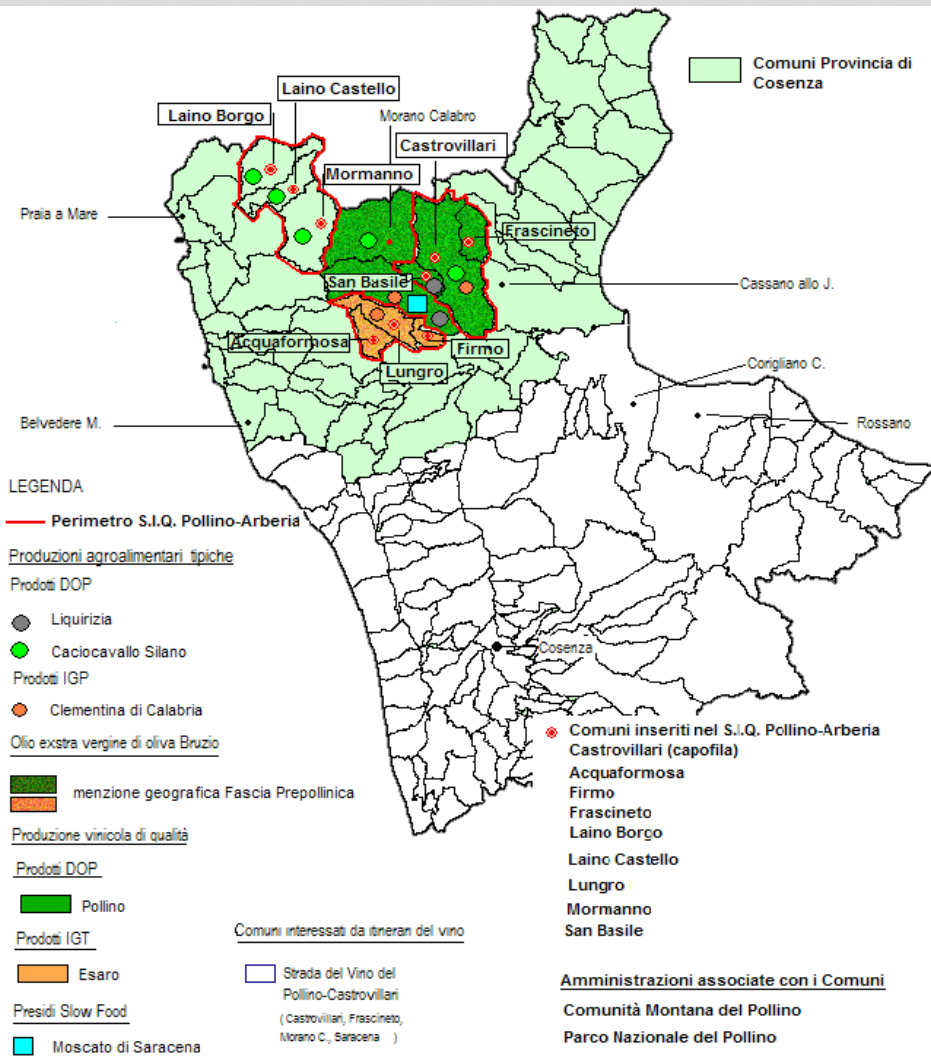 Comuni Provincia di
Cosenza
Laino Castello
Laino Borgo
Morano Calabro
Castrovillari
Mormanno
Praia a Mare
Frascineto
San Basile
Cassano allo J.
Acquaformosa
Firmo
Lungro
Corigliano C.
Belvedere M.
Rossano
LEGENDA
Perimetro S.I.Q. Pollino-Arberia
Produzioni agroalimentari tipiche
Prodotti DOP
Liquirizia
Caciocavallo Silano
Prodotti IGP
Clementina di Calabria
Cosenza
Olio exstra vergine di oliva Bruzio
menzione geografica Fascia Prepollinica
Produzione vinicola di qualità
Prodotti DOP
Pollino
Prodotti IGT
Esaro
Presidi Slow Food
Moscato di Saracena
Comuni interessati da itinerari del vino
Strada del Vino del
Pollino-Castrovillari
( Castrovillari, Frascineto,
Morano C., Saracena )
Comuni inseriti nel S.I.Q. Pollino-Arberia
Castrovillari (capofila)
Acquaformosa
Firmo
Frascineto
Laino Borgo
Laino Castello
Lungro
Mormanno
San Basile
Amministrazioni associate con i Comuni
Comunità Montana del Pollino
Parco Nazionale del Pollino